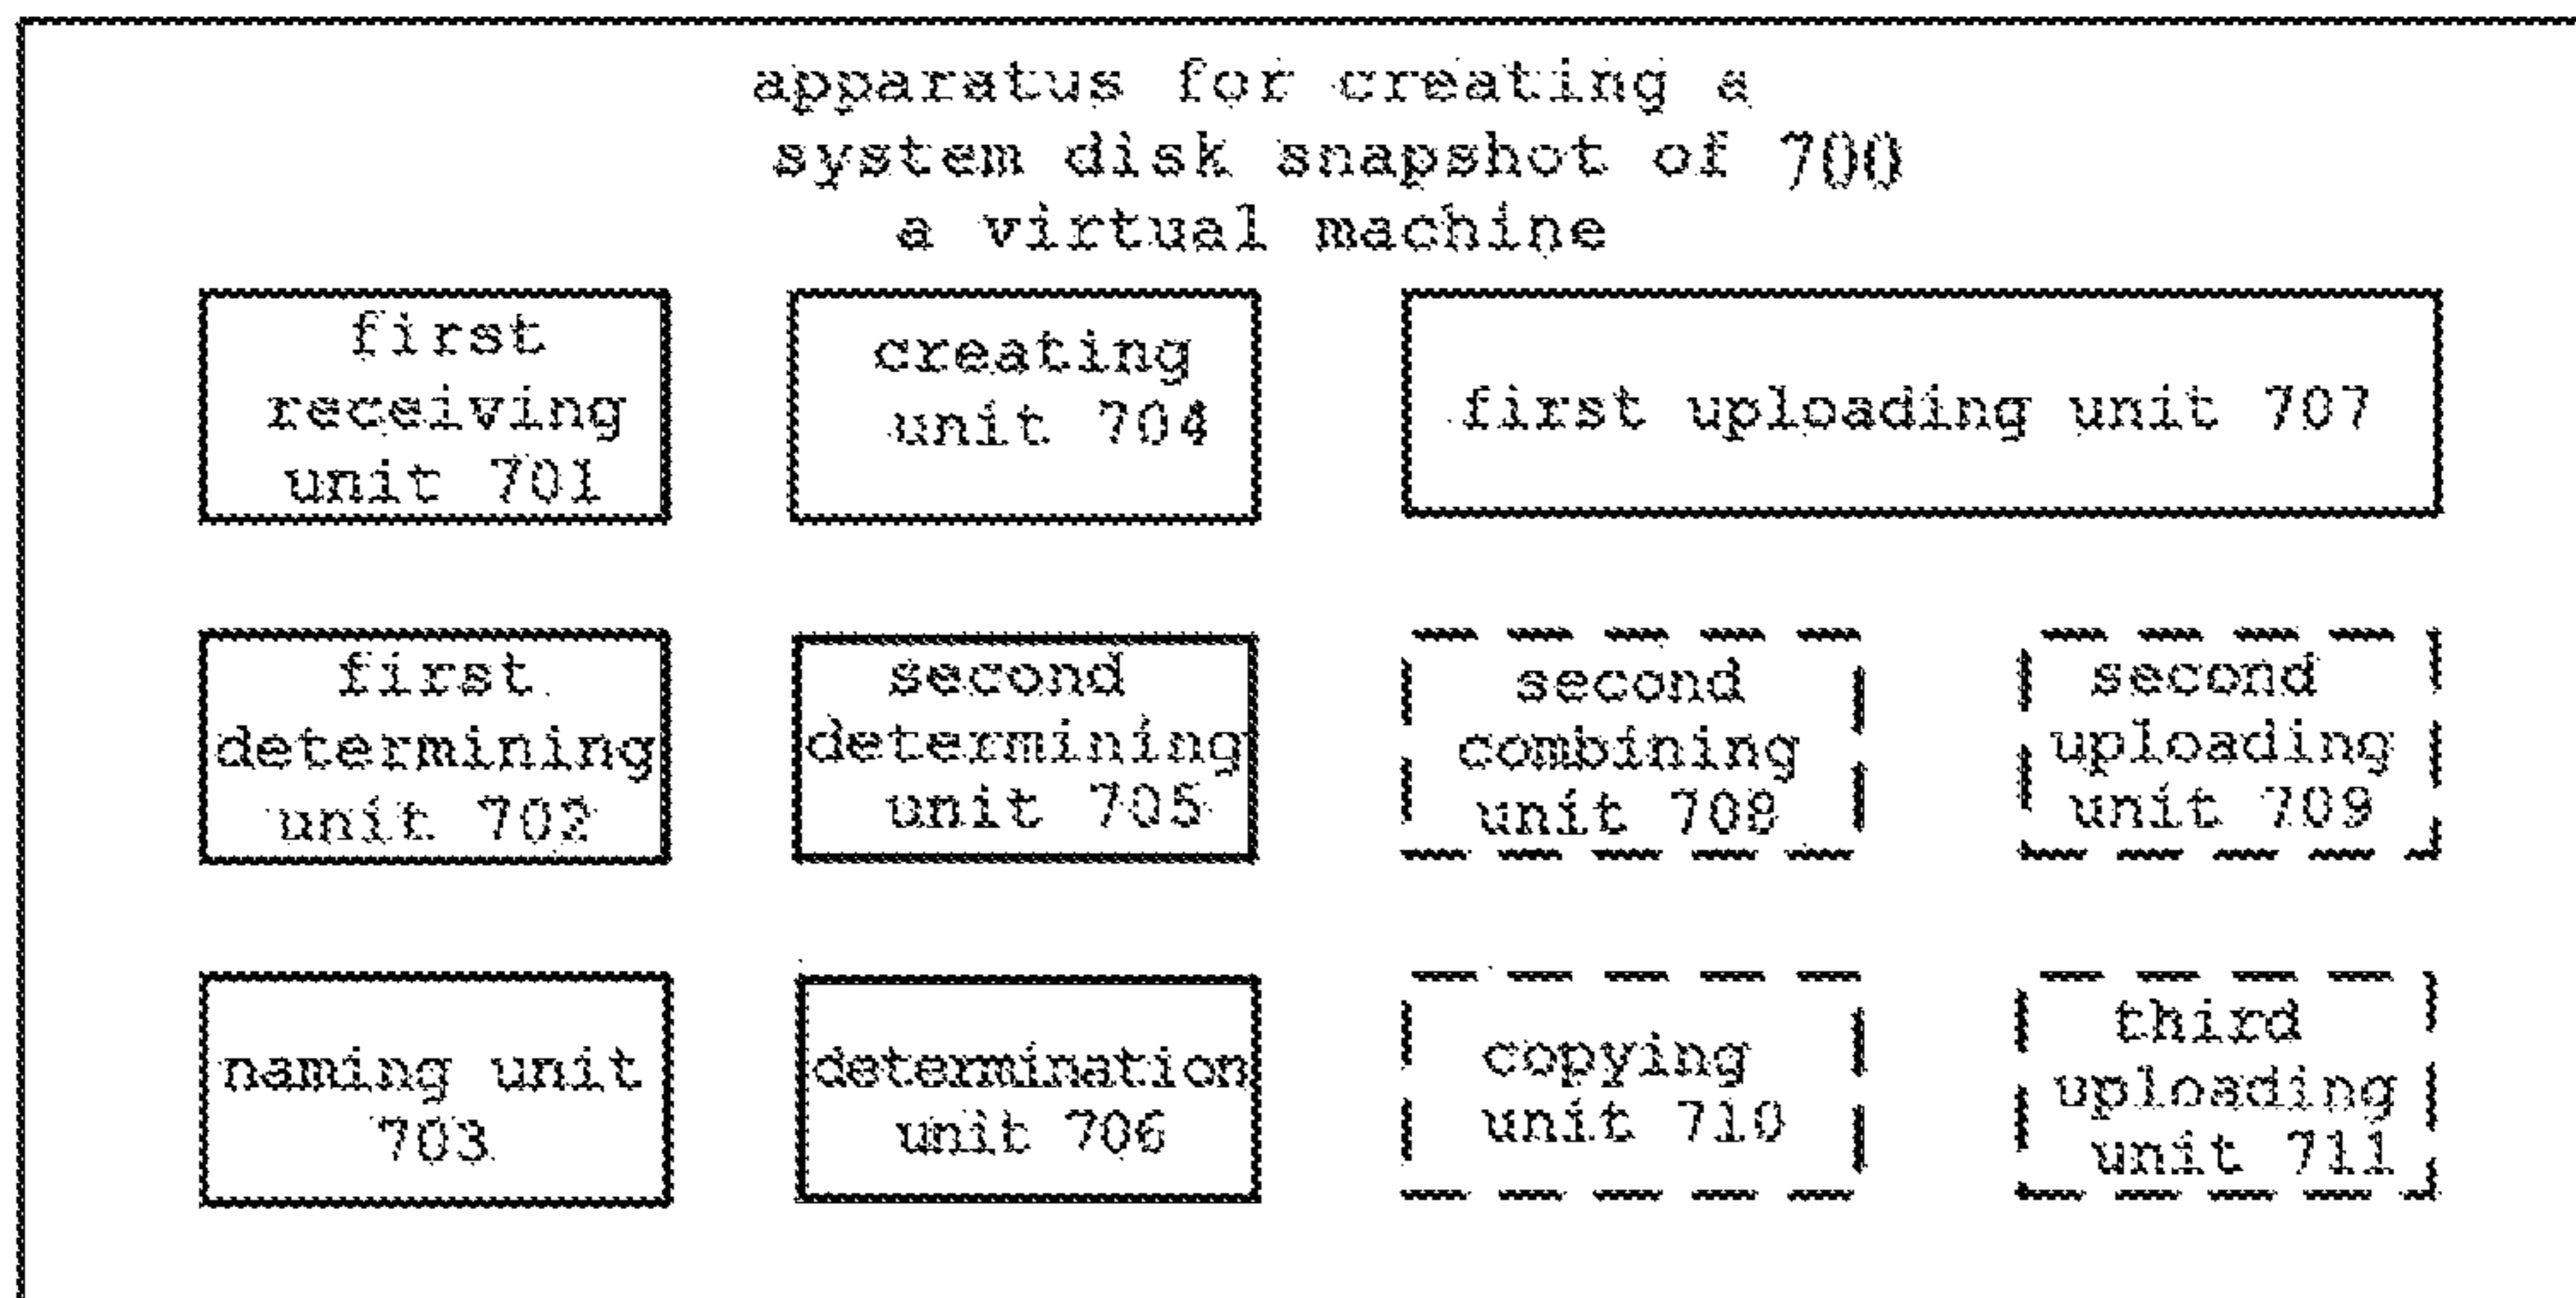 apparatus for creating a
system disk snapshot of 700
a virtual machine
first
receiving
unit 701
creating
unit 704
first uploading unit 707
first
determining
unit 702
second
determining
unit 705
second
combining
unit 708
second
uploading
unit 709
naming unit
703
determination
unit 706
copying
unit 710
third
uploading
unit 711